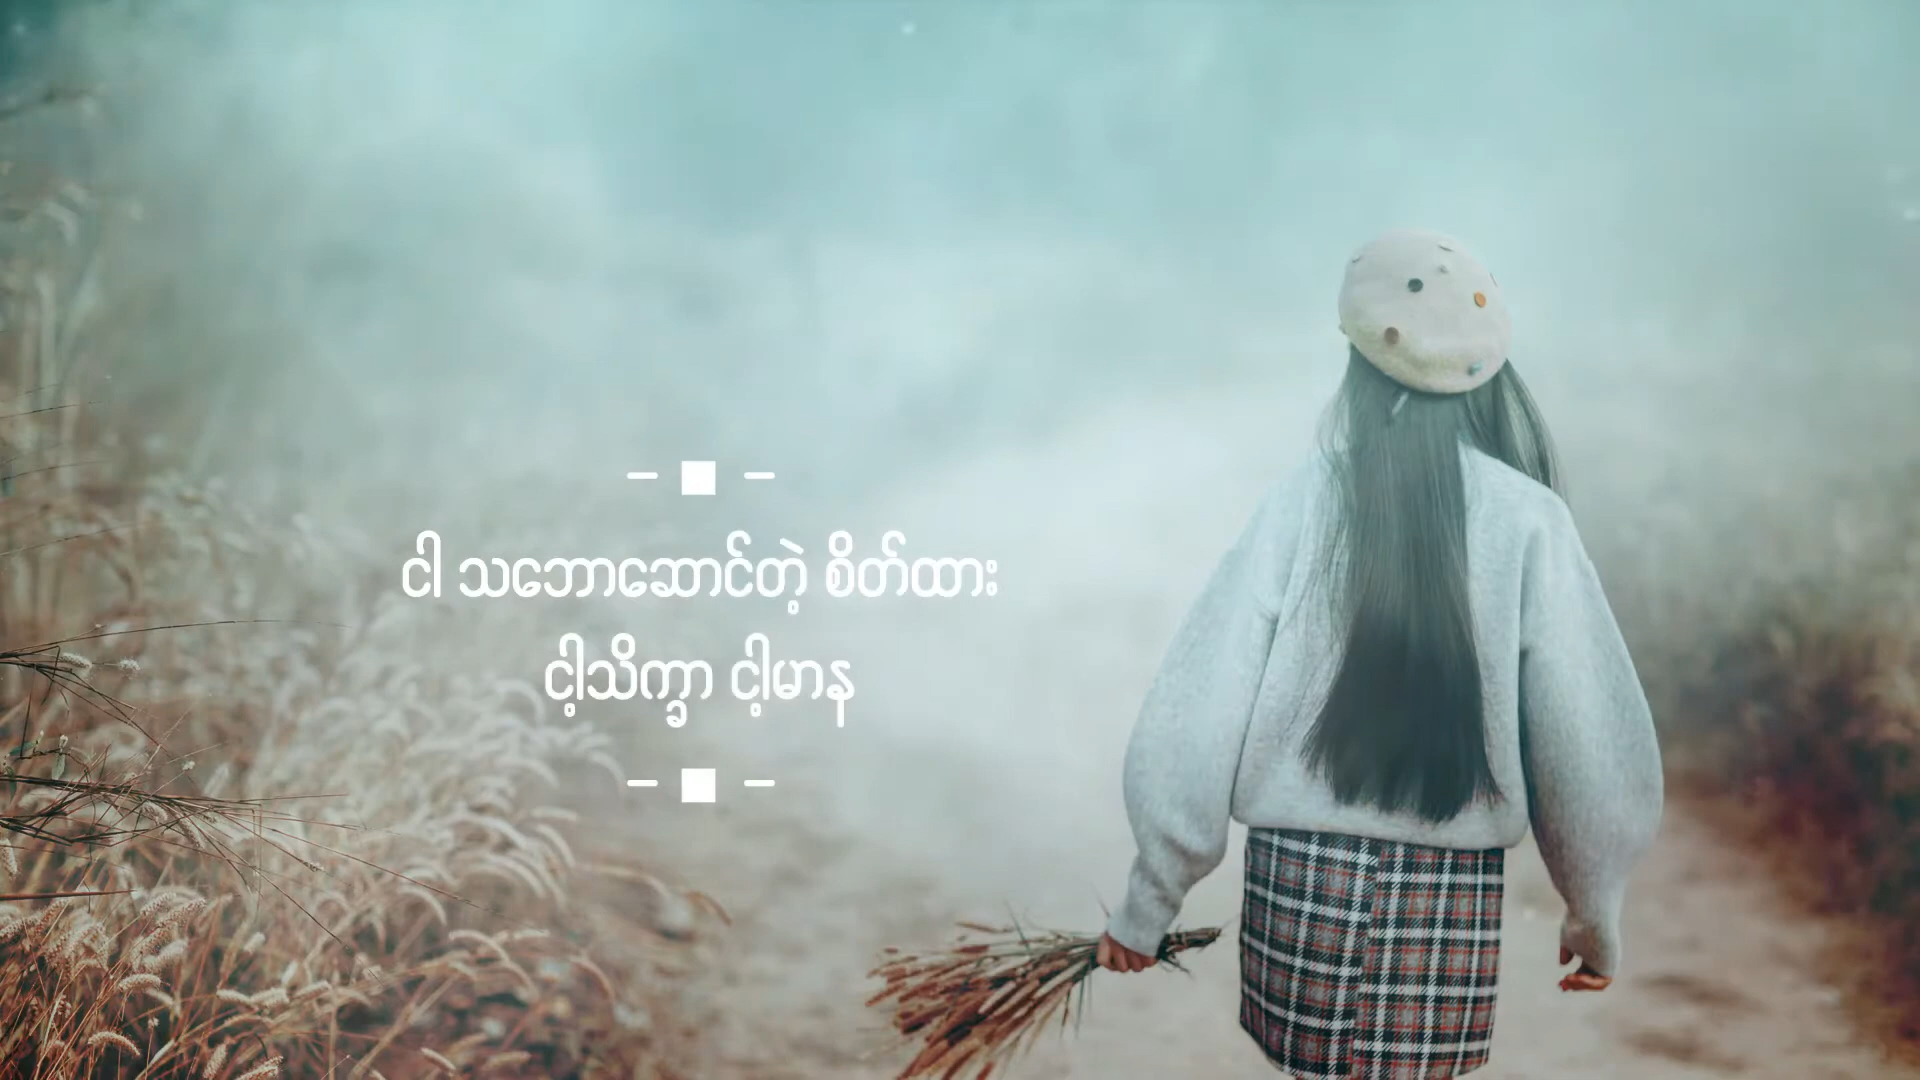 – ■ –
ငါ သဘောဆောင်တဲ့ စိတ်ထား
ငါ့သိက္ခာ ငါ့မာန
– ■ –